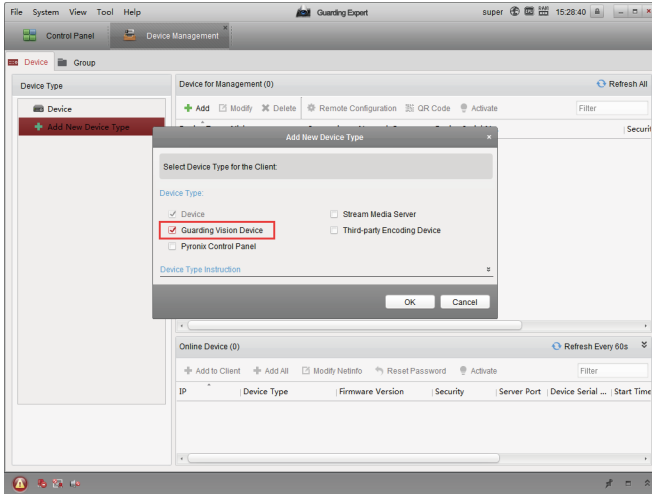 File System View Tool Help Guarding Expert super 15:28:40
Control Panel Device Management
Device Group
Device Type
Device
Add New Device Type
Device for Management (0) Refresh All
Add Modify Delete Remote Configuration QR Code Activate Filter
Securit
Add New Device Type
Select Device Type for the Client:
Device Type:
Device Stream Media Server
Guarding Vision Device Third-party Encoding Device
Pyronix Control Panel
Device Type Instruction
OK Cancel
Online Device (0) Refresh Every 60s
Add to Client Add All Modify Netinfo Reset Password Activate Filter
IP Device Type Firmware Version Security Server Port Device Serial ... Start Time